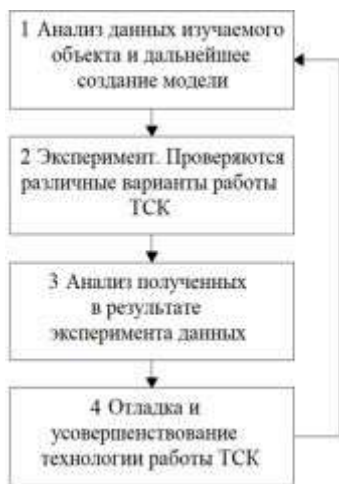 1 Анализ данных изучаемого
объекта и дальнейшее
создание модели
2 Эксперимент. Проверяются
различные варианты работы
ТСК
3 Анализ полученных
в результате
эксперимента данных
4 Отладка и
усовершенствование
технологии работы ТСК